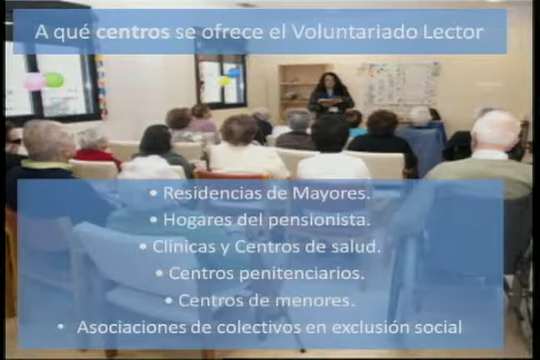 A qué centros se ofrece el Voluntariado Lector
• Residencias de Mayores.
• Hogares del pensionista.
• Clínicas y Centros de salud.
• Centros penitenciarios.
• Centros de menores.
• Asociaciones de colectivos en exclusión social